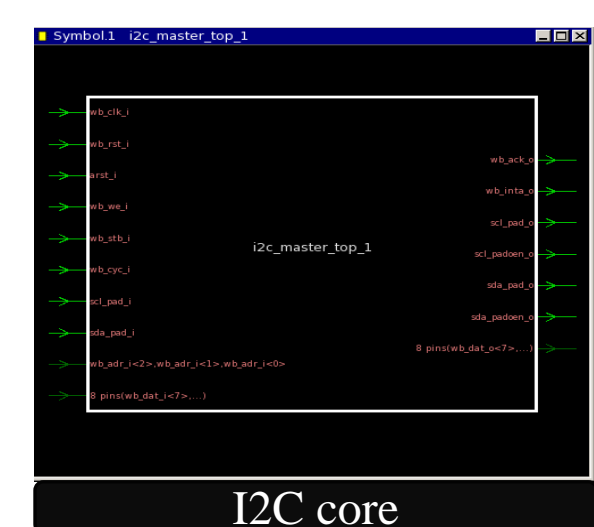 Symbol.1 i2c_master_top_1
wb_clk_i
wb_rst_i
arst_i
wb_we_i
wb_stb_i
wb_cyc_i
scl_pad_i
sda_pad_i
wb_adr_i<2>,wb_adr_i<1>,wb_adr_i<0>
8 pins(wb_dat_i<7>,...)
i2c_master_top_1
wb_ack_o
wb_inta_o
scl_pad_o
scl_padoen_o
sda_pad_o
sda_padoen_o
8 pins(wb_dat_o<7>,...)
I2C core